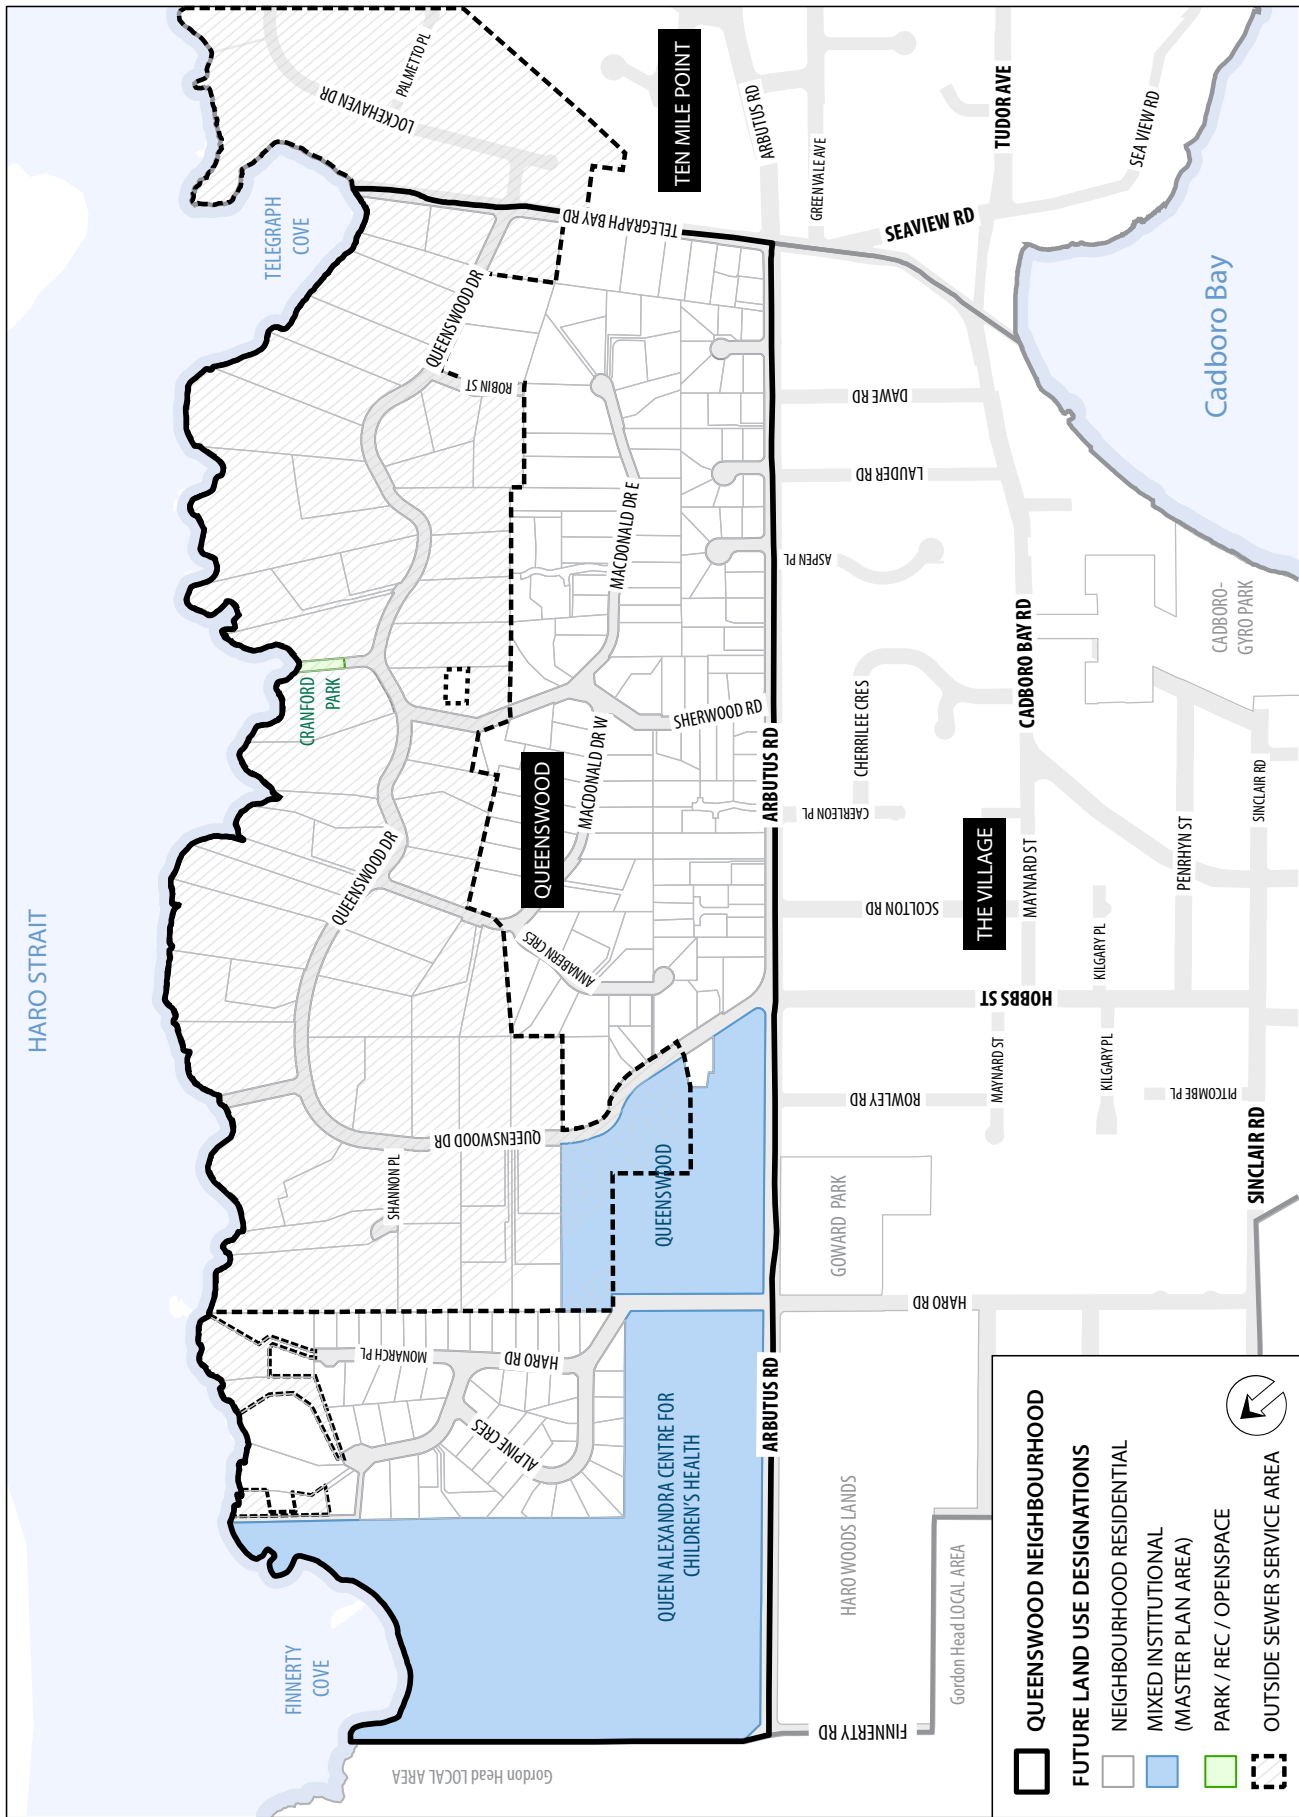 HARO STRAIT
FINNERTY
COVE
TELEGRAPH
COVE
Cadboro Bay
CRANFORD
PARK
LOCKEHAVEN DR
PALMETTO PL
TEN MILE POINT
QUEENSWOOD
THE VILLAGE
TELEGRAPH BAY RD
QUEENSWOOD DR
QUEENSWOOD DR
QUEENSWOOD DR
ROBIN ST
MACDONALD DR E
MACDONALD DR W
SHERWOOD RD
ANNABERN CRES
SHANNON PL
MONARCH PL
HARO RD
ALPINE CRES
QUEENSWOOD
QUEEN ALEXANDRA CENTRE FOR
CHILDREN'S HEALTH
ARBUTUS RD
ARBUTUS RD
ARBUTUS RD
GREEN VALE AVE
TUDOR AVE
SEA VIEW RD
SEAVIEW RD
DAWE RD
LAUDER RD
ASPEN PL
CHERRILEE CRES
CAERLEON PL
SCOLTON RD
CADBORO BAY RD
MAYNARD ST
MAYNARD ST
HOBBS ST
KILGARY PL
KILGARY PL
PENRHYN ST
SINCLAIR RD
SINCLAIR RD
PITCOMBE PL
ROWLEY RD
HARO RD
FINNERTY RD
CADBORO-
GYRO PARK
GOWARD PARK
HARO WOODS LANDS
Gordon Head LOCAL AREA
Gordon Head LOCAL AREA
QUEENSWOOD NEIGHBOURHOOD
FUTURE LAND USE DESIGNATIONS
NEIGHBOURHOOD RESIDENTIAL
MIXED INSTITUTIONAL
(MASTER PLAN AREA)
PARK / REC / OPENSPACE
OUTSIDE SEWER SERVICE AREA